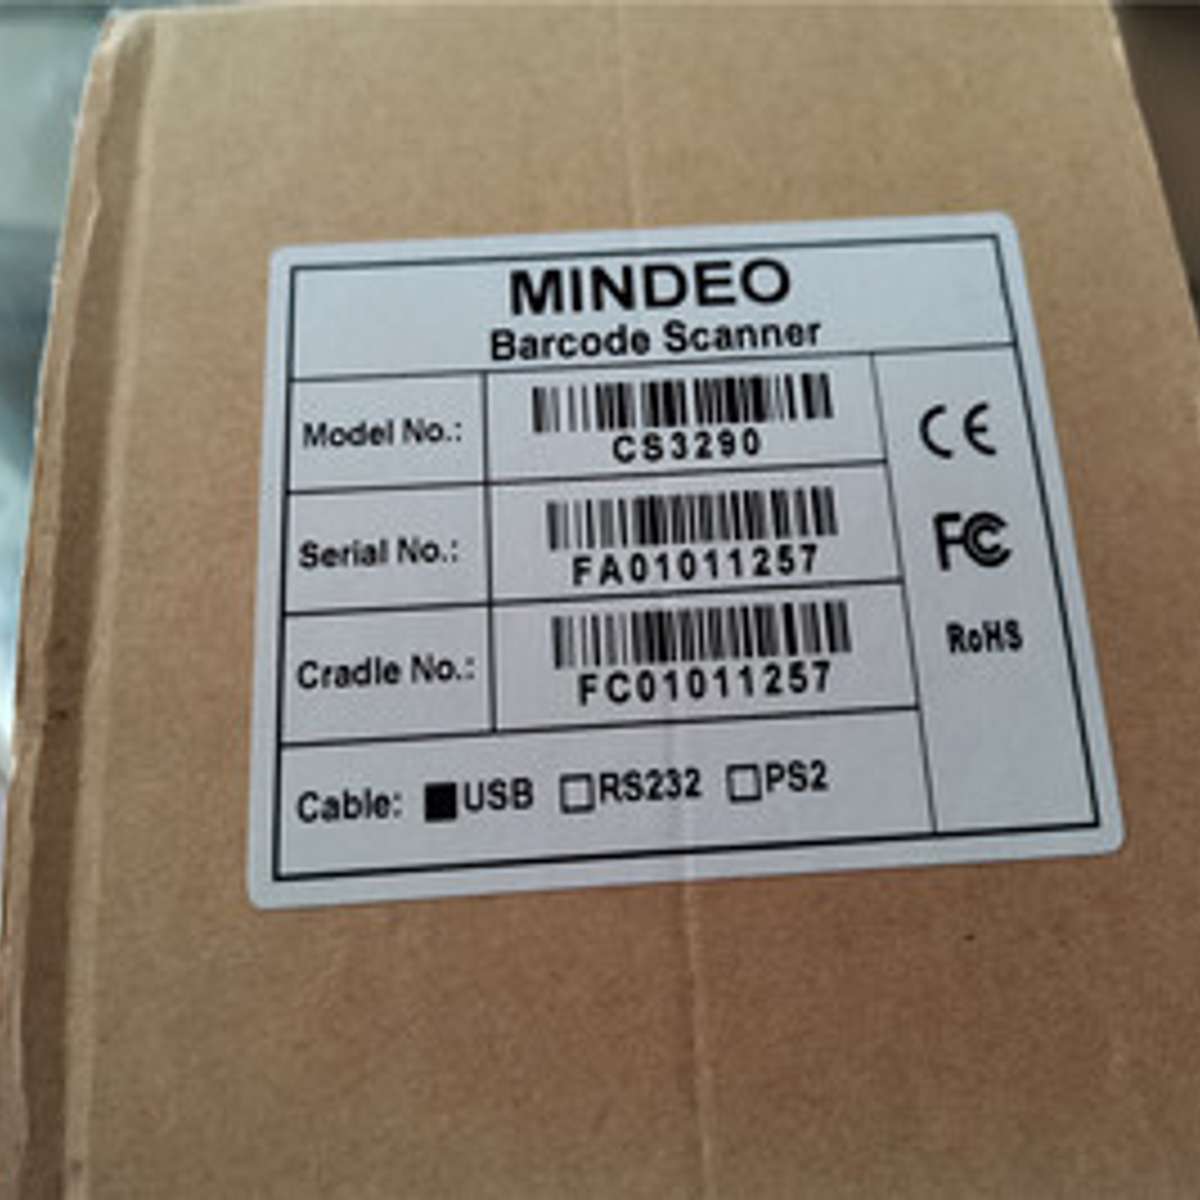 MINDEO
Barcode Scanner
Model No.: CS3290
Serial No.: FA01011257
Cradle No.: FC01011257
Cable: ■USB □RS232 □PS2
CE
FC
RoHS